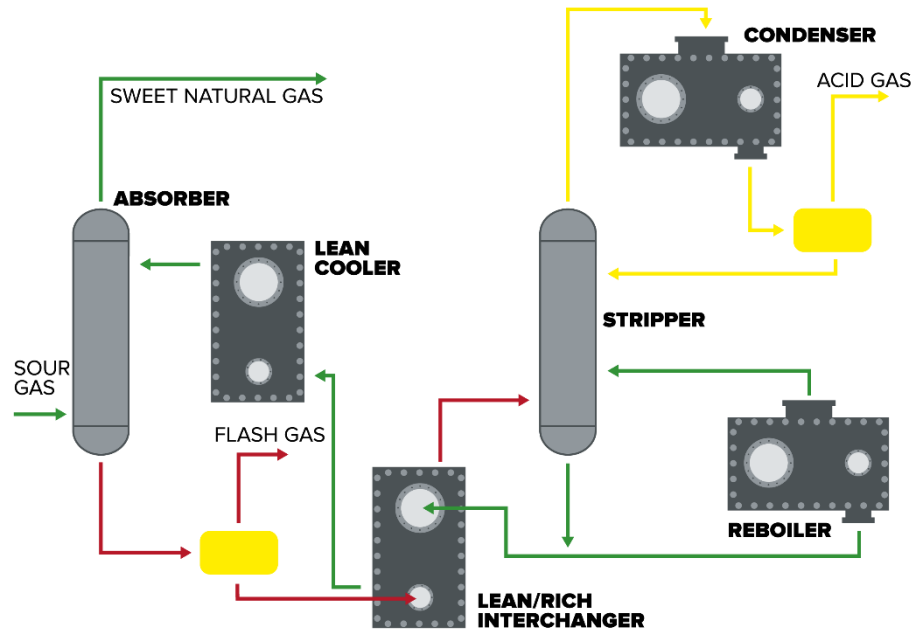 CONDENSER
ACID GAS
SWEET NATURAL GAS
ABSORBER
LEAN
COOLER
STRIPPER
SOUR
GAS
FLASH GAS
REBOILER
LEAN/RICH
INTERCHANGER